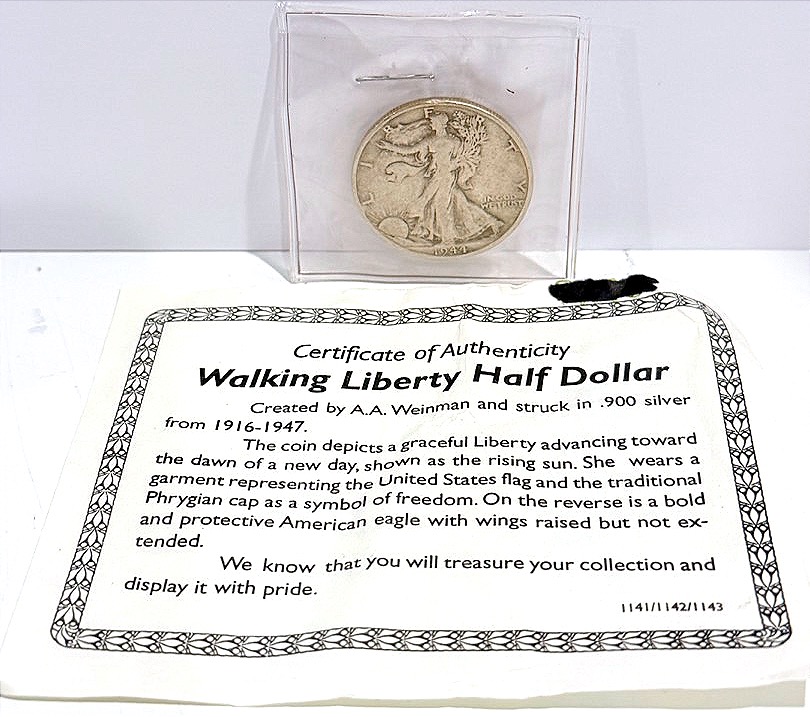 LIBERTY
IN GOD
WE TRUST
1944
Certificate of Authenticity
Walking Liberty Half Dollar
Created by A.A. Weinman and struck in .900 silver
from 1916-1947.
The coin depicts a graceful Liberty advancing toward
the dawn of a new day, shown as the rising sun. She wears a
garment representing the United States flag and the traditional
Phrygian cap as a symbol of freedom. On the reverse is a bold
and protective American eagle with wings raised but not ex-
tended.
We know that you will treasure your collection and
display it with pride.
1141/1142/1143